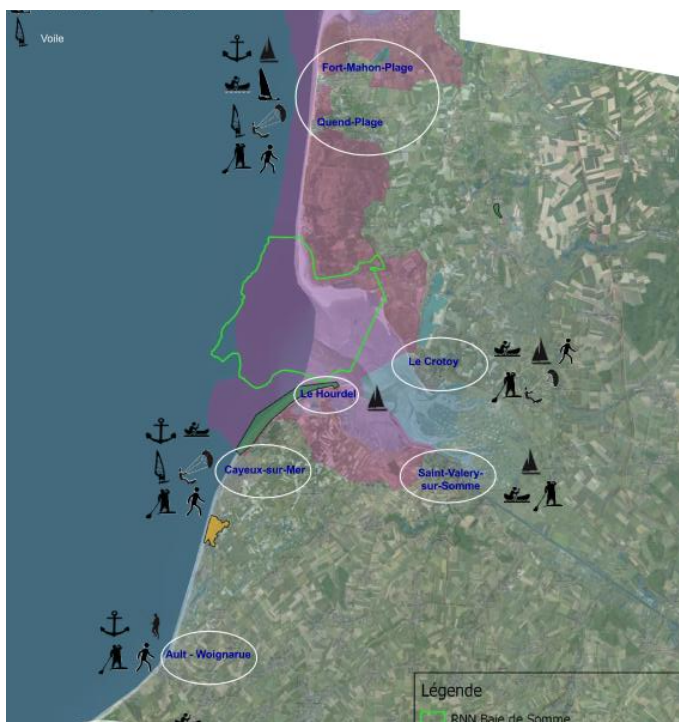 Voile
Fort-Mahon-Plage
Quend-Plage
Le Crotoy
Le Hourdel
Cayeux-sur-Mer
Saint-Valery-
sur-Somme
Ault - Woignarue
Légende
RNN Baie de Somme